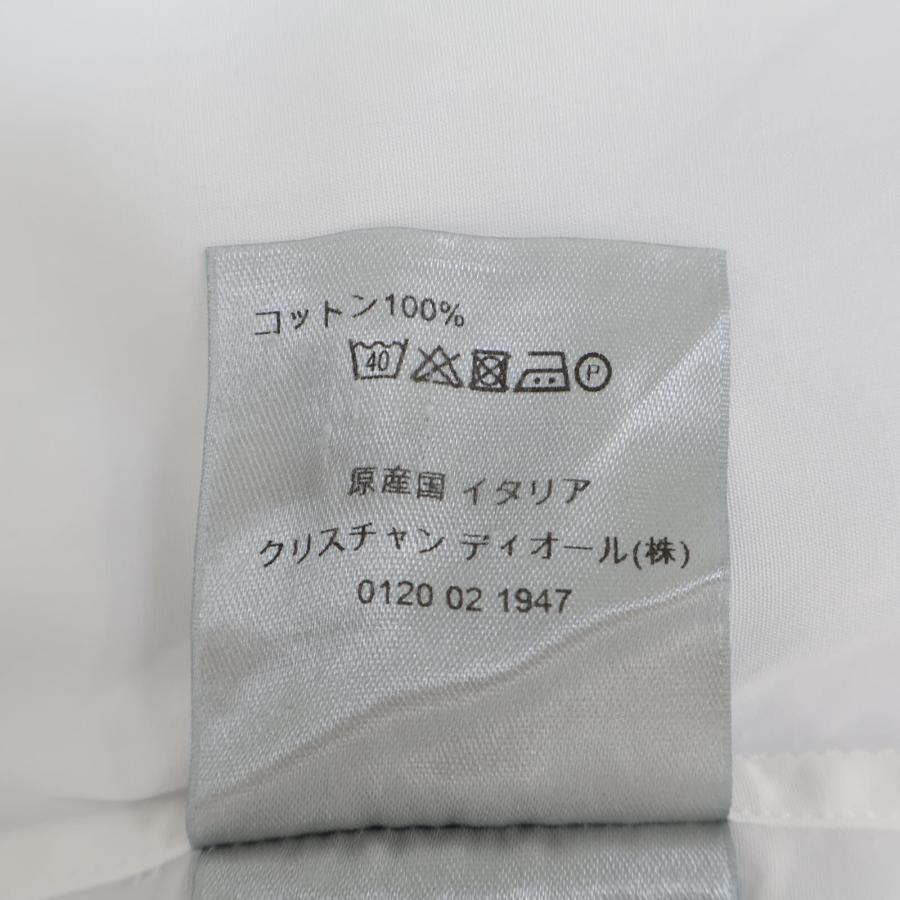 コットン100%
40 P
原産国 イタリア
クリスチャン ディオール(株)
0120 02 1947